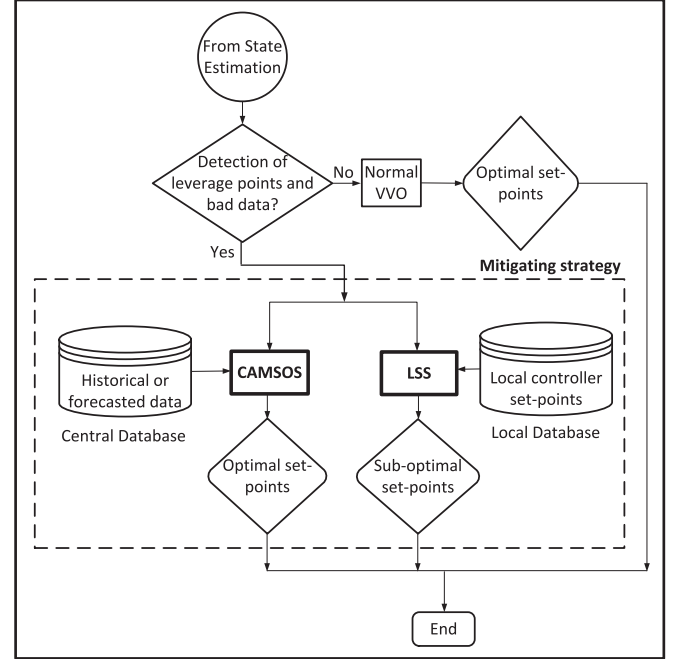 From State
Estimation
Detection of
leverage points and
bad data?
No
Normal
VVO
Optimal set-
points
Yes
Mitigating strategy
Historical or
forecasted data
Central Database
CAMSOS
LSS
Local controller
set-points
Local Database
Optimal set-
points
Sub-optimal
set-points
End